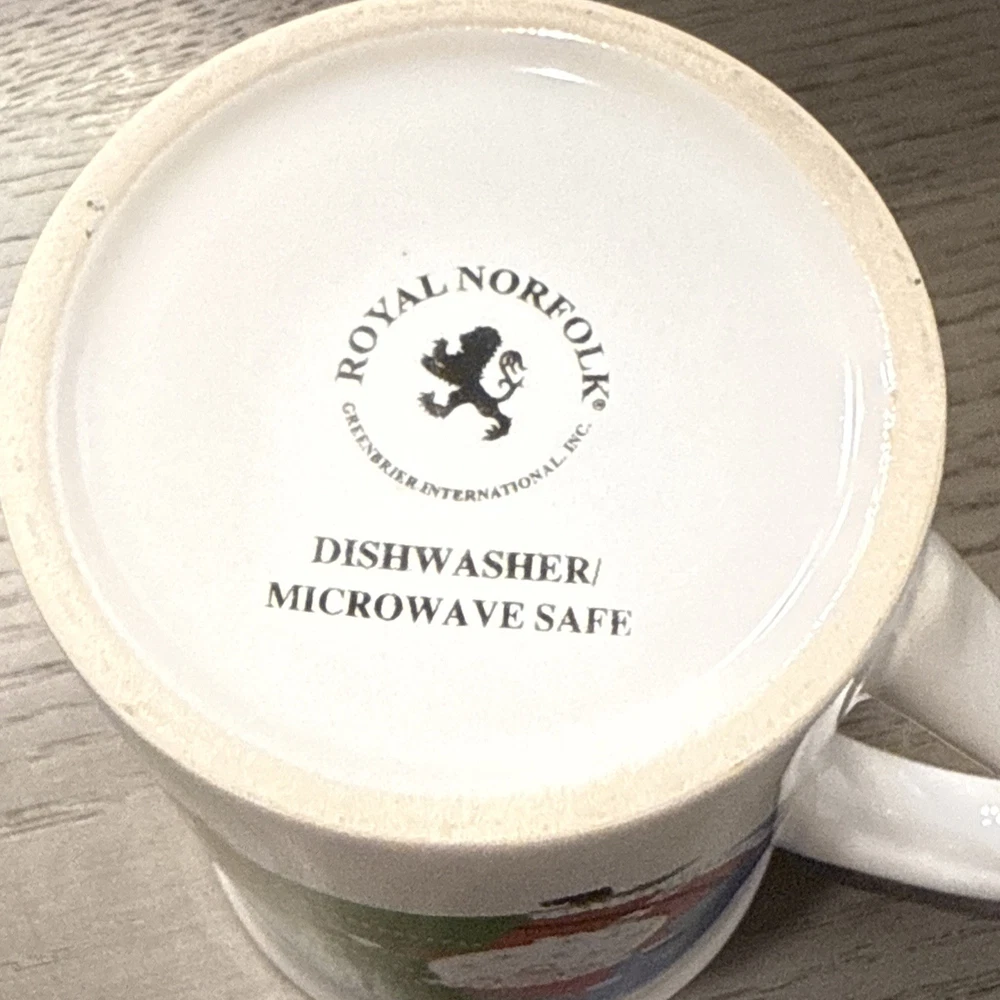 ROYAL NORFOLK®
GREENBRIER INTERNATIONAL, INC.
DISHWASHER/
MICROWAVE SAFE